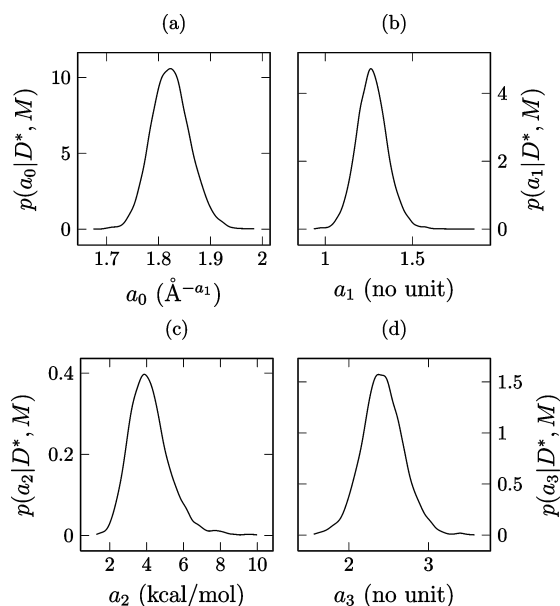 (a)
(b)
10
5
0
p(a₀|D*, M)
1.7 1.8 1.9 2
a₀ (Å^{−a₁})
4
2
0
p(a₁|D*, M)
1 1.5
a₁ (no unit)
(c)
(d)
0.4
0.2
0
p(a₂|D*, M)
2 4 6 8 10
a₂ (kcal/mol)
1.5
1
0.5
0
p(a₃|D*, M)
2 3
a₃ (no unit)